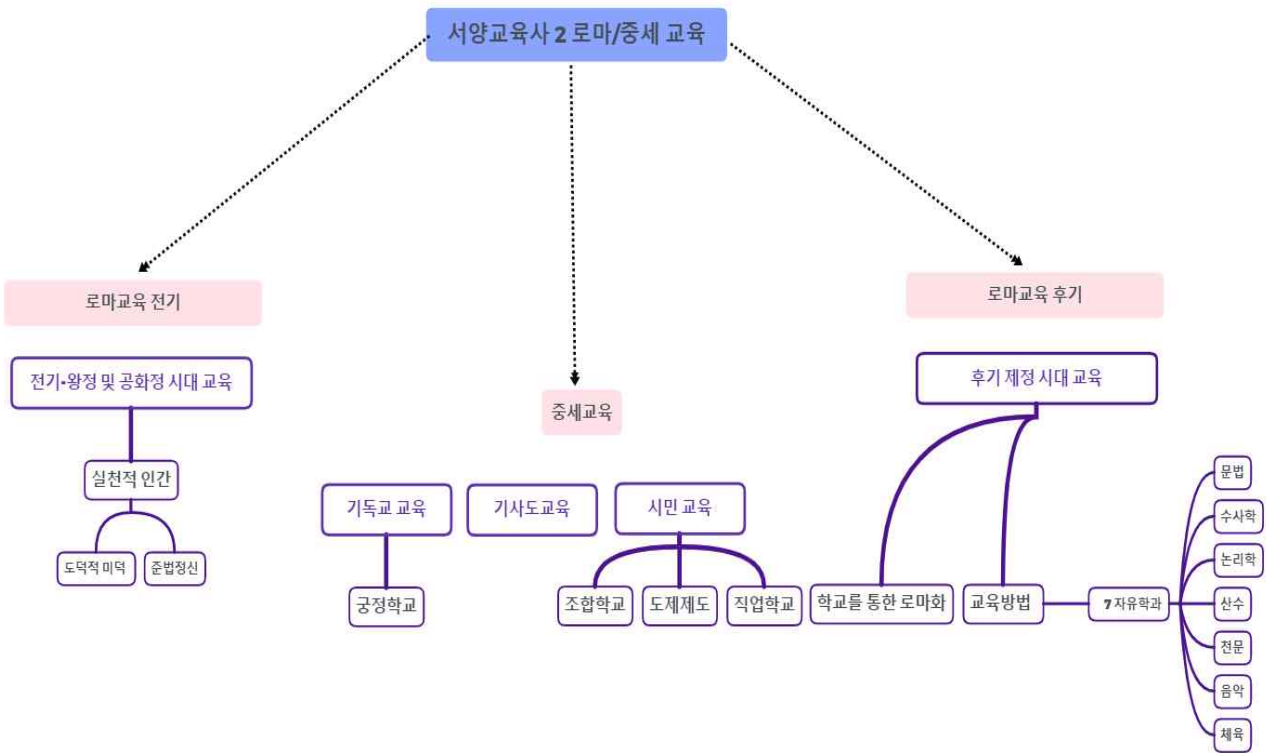 서양교육사 2 로마/중세 교육
로마교육 전기
전기•왕정 및 공화정 시대 교육
실천적 인간
도덕적 미덕
준법정신
중세교육
기독교 교육
궁정학교
기사도교육
시민 교육
조합학교
도제제도
직업학교
로마교육 후기
후기 제정 시대 교육
학교를 통한 로마화
교육방법
7 자유학과
문법
수사학
논리학
산수
천문
음악
체육